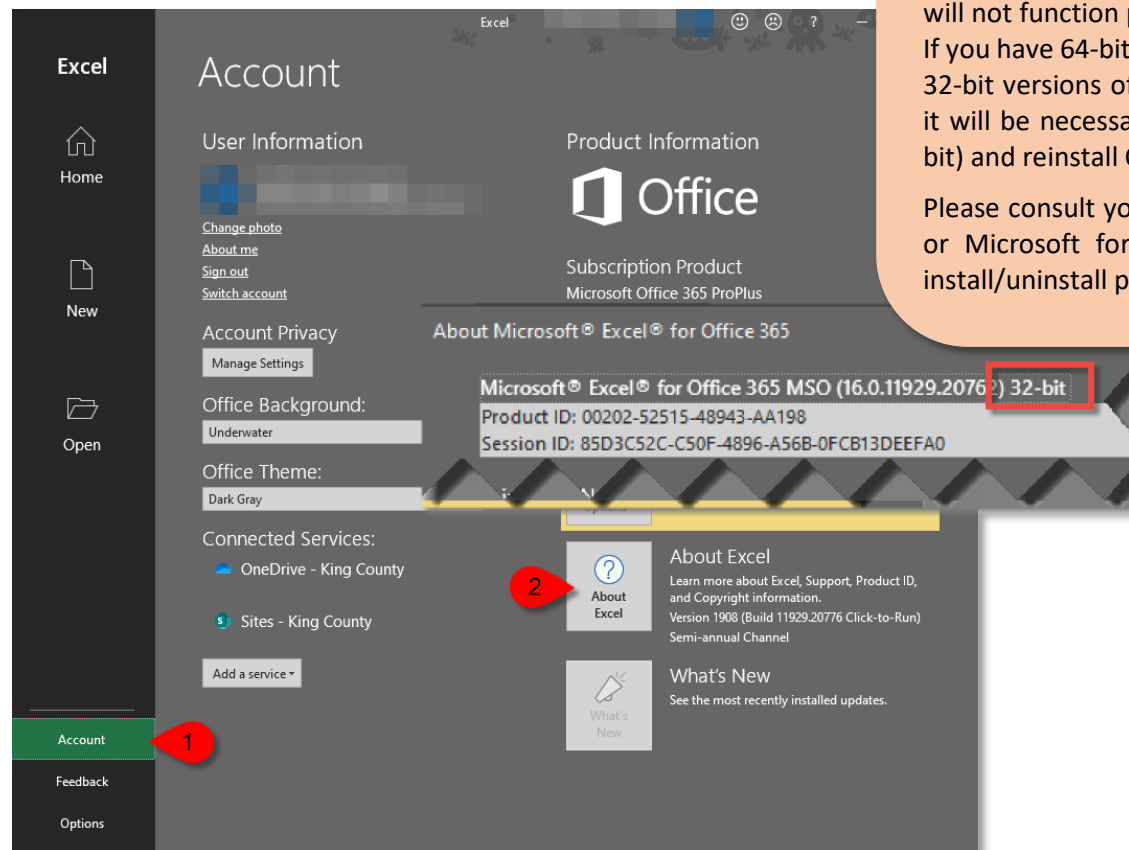 Excel
?
Excel
Home
New
Open
Account
Feedback
Options
Account
User Information
Change photo
About me
Sign out
Switch account
Account Privacy
Manage Settings
Office Background:
Underwater
Office Theme:
Dark Gray
Connected Services:
OneDrive - King County
Sites - King County
Add a service
Product Information
Office
Subscription Product
Microsoft Office 365 ProPlus
About Microsoft® Excel® for Office 365
Microsoft® Excel® for Office 365 MSO (16.0.11929.20762) 32-bit
Product ID: 00202-52515-48943-AA198
Session ID: 85D3C52C-C50F-4896-A56B-0FCB13DEEFA0
Options
?
About
Excel
About Excel
Learn more about Excel, Support, Product ID,
and Copyright information.
Version 1908 (Build 11929.20776 Click-to-Run)
Semi-annual Channel
What's
New
What's New
See the most recently installed updates.
1
2
will not function
If you have 64-bit
32-bit versions of
it will be
bit) and reinstall
Please consult
or Microsoft for
install/uninstall